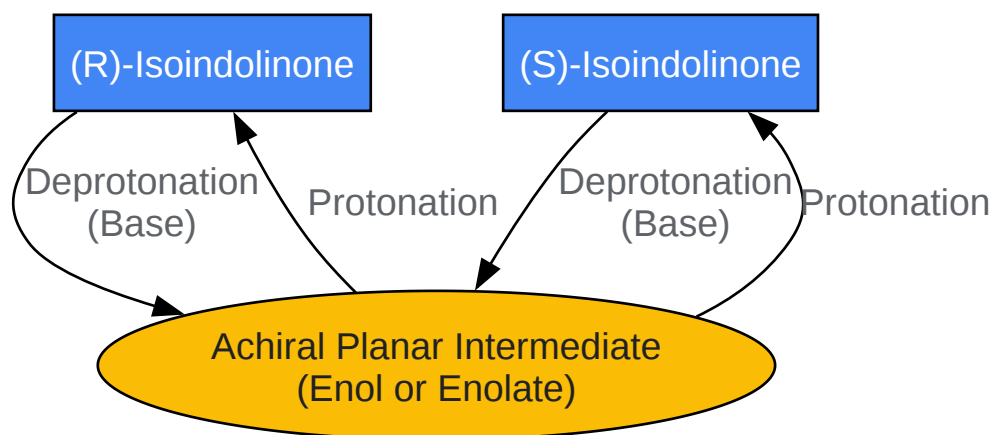 (R)-Isoindolinone
(S)-Isoindolinone
Deprotonation
(Base)
Protonation
Deprotonation
(Base)
Protonation
Achiral Planar Intermediate
(Enol or Enolate)